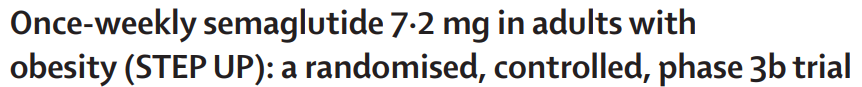 Once-weekly semaglutide 7·2 mg in adults with
obesity (STEP UP): a randomised, controlled, phase 3b trial